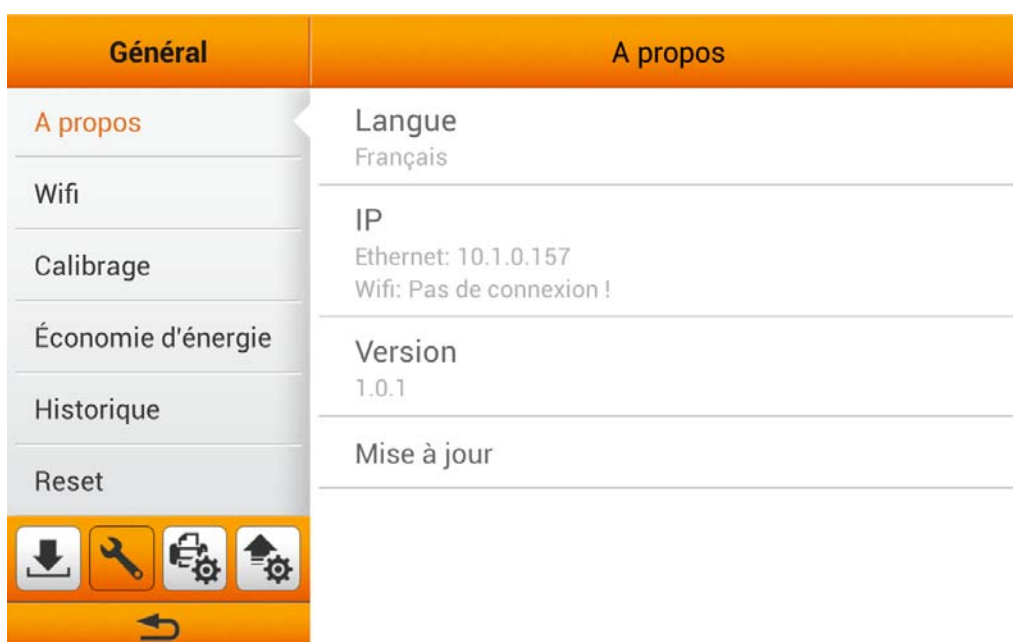 Général
A propos
A propos
Wifi
Calibrage
Économie d'énergie
Historique
Reset
Langue
Français
IP
Ethernet: 10.1.0.157
Wifi: Pas de connexion !
Version
1.0.1
Mise à jour